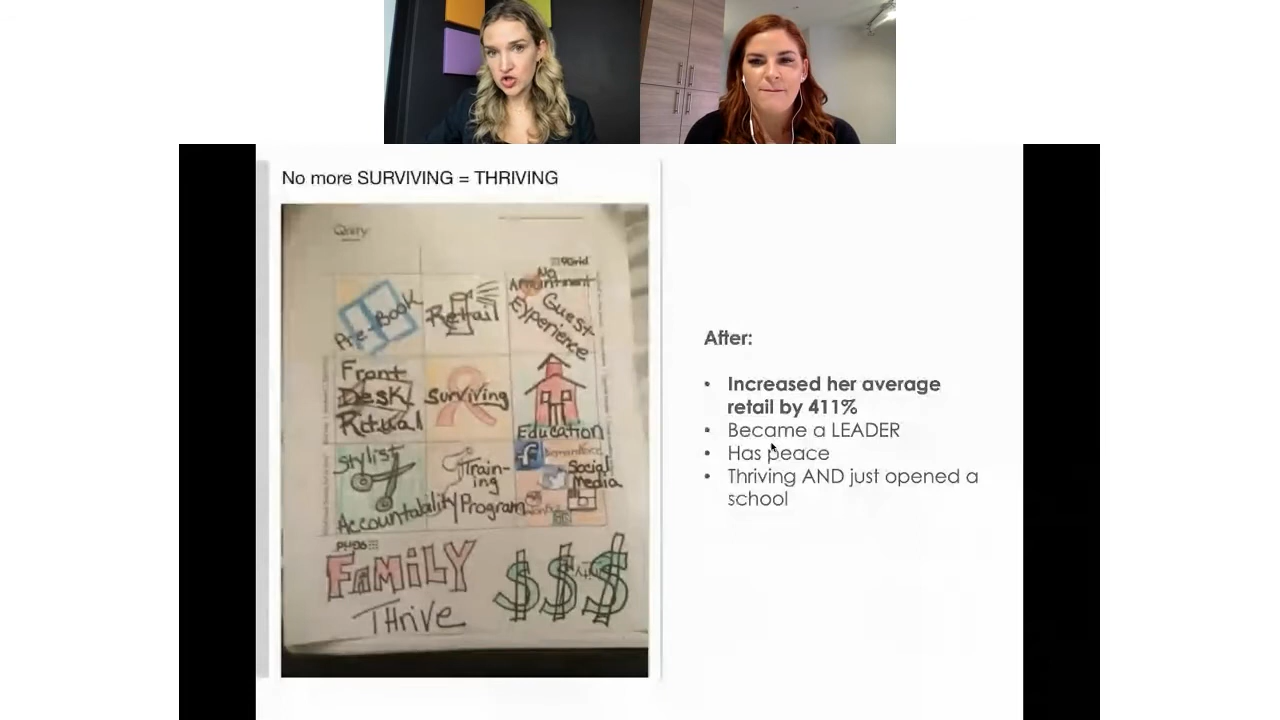 No more SURVIVING = THRIVING
9Grid
Pre-Book
Retail
No
Appointment
Guest
Experience
Front
Desk
Ritual
Surviving
Education
Stylist
Accountability
Train-
ing
Program
f
Social
Media
PH96
FAMiLY
THrive
$$$
After:
• Increased her average
retail by 411%
• Became a LEADER
• Has peace
• Thriving AND just opened a
school